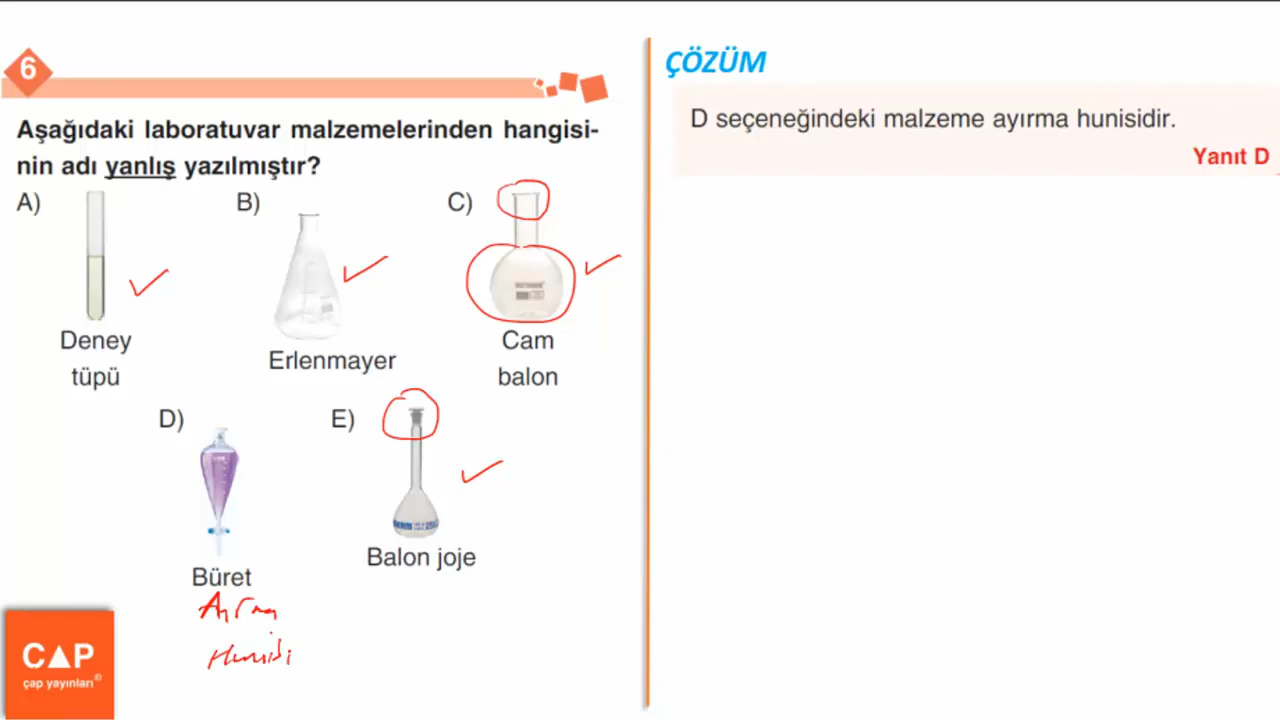 6
Aşağıdaki laboratuvar malzemelerinden hangisi-
nin adı yanlış yazılmıştır?
A)
B)
C)
Deney
tüpü
Erlenmayer
Cam
balon
D)
E)
Büret
Balon joje
Ayırma
Hunisi
CAP
çap yayınları®
ÇÖZÜM
D seçeneğindeki malzeme ayırma hunisidir.
Yanıt D